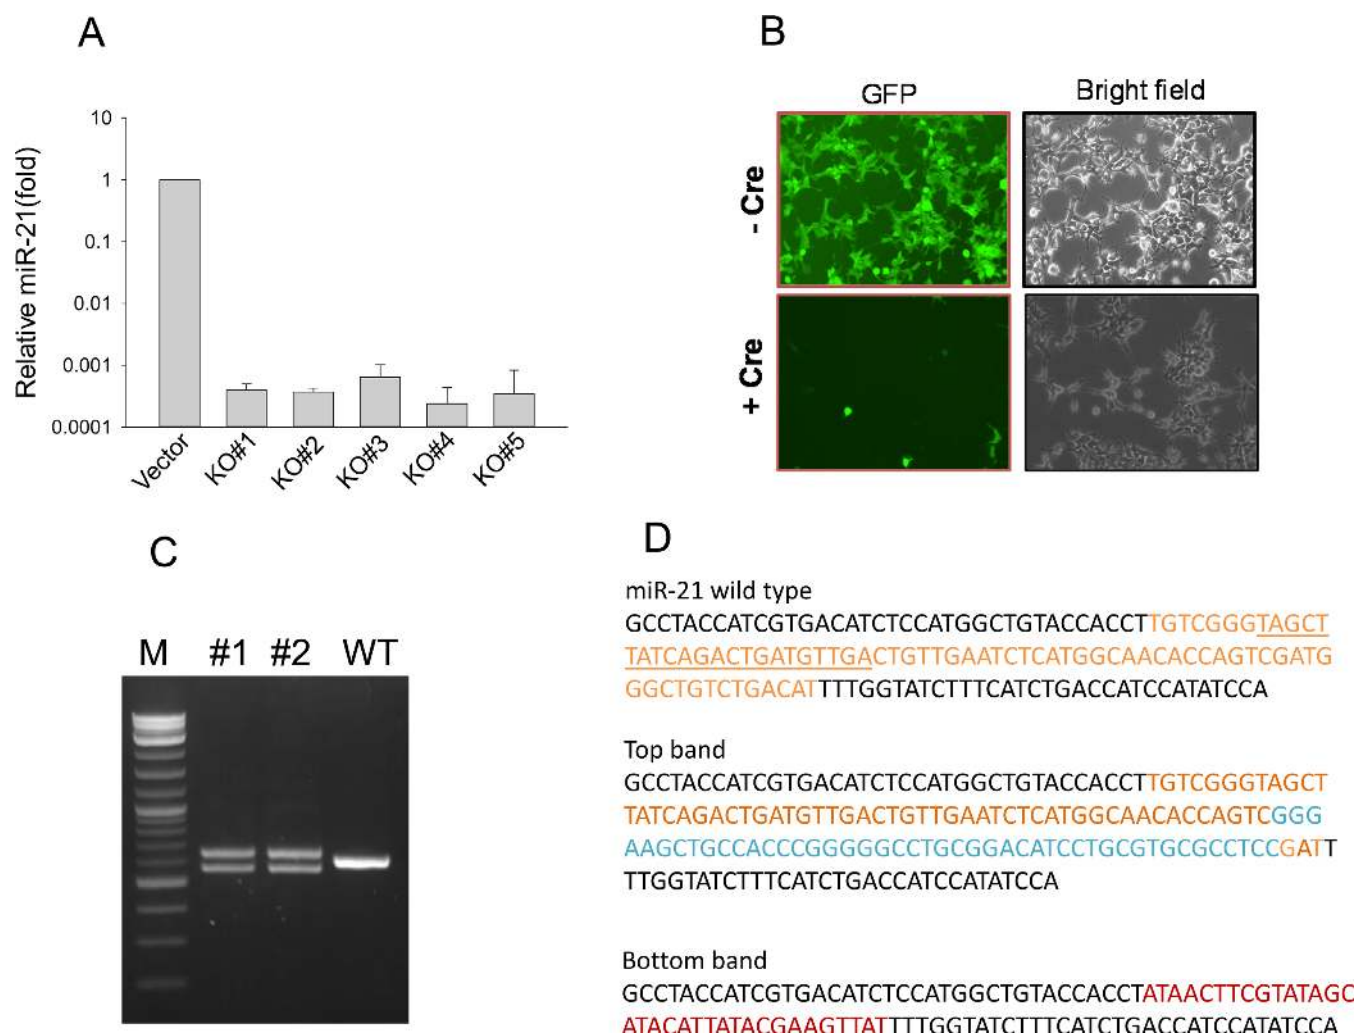 A
Relative miR-21(fold)
10
1
0.1
0.01
0.001
0.0001
Vector
KO#1
KO#2
KO#3
KO#4
KO#5
B
GFP
Bright field
- Cre
+ Cre
C
M #1 #2 WT
D
miR-21 wild type
GCCTACCATCGTGACATCTCCATGGCTGTACCACCTTGTCGGGTAGCT
TATCAGACTGATGTTGACTGTTGAATCTCATGGCAACACCAGTCGATG
GGCTGTCTGACATTTTGGTATCTTTCATCTGACCATCCATATCCA
Top band
GCCTACCATCGTGACATCTCCATGGCTGTACCACCTTGTCGGGTAGCT
TATCAGACTGATGTTGACTGTTGAATCTCATGGCAACACCAGTCGGG
AAGCTGCCACCCGGGGGCCTGCGGACATCCTGCGTGCGCCTCCGATT
TTGGTATCTTTCATCTGACCATCCATATCCA
Bottom band
GCCTACCATCGTGACATCTCCATGGCTGTACCACCTATAACTTCGTATAGC
ATACATTATACGAAGTTATTTTGGTATCTTTCATCTGACCATCCATATCCA